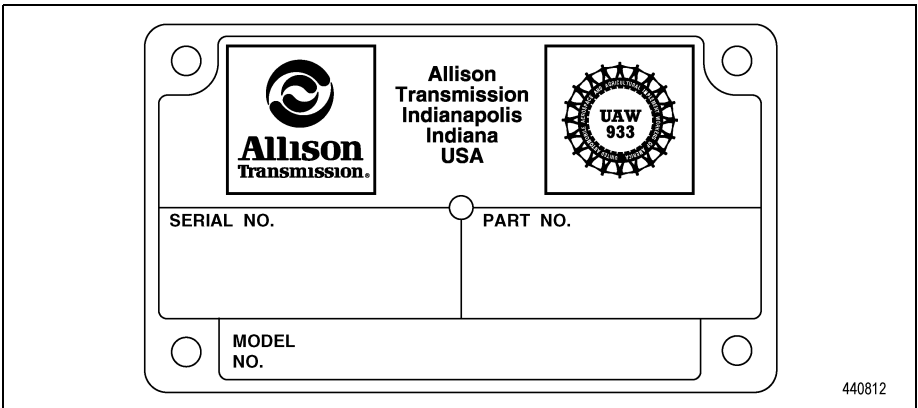 Allison
Transmission®
Allison
Transmission
Indianapolis
Indiana
USA
UAW
933
SERIAL NO.
PART NO.
MODEL
NO.
440812